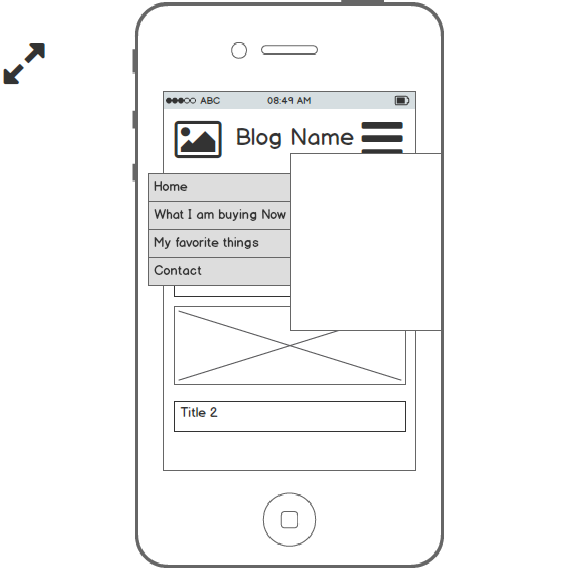 ABC 08:49 AM
Blog Name
Home
What I am buying Now
My favorite things
Contact
Title 2